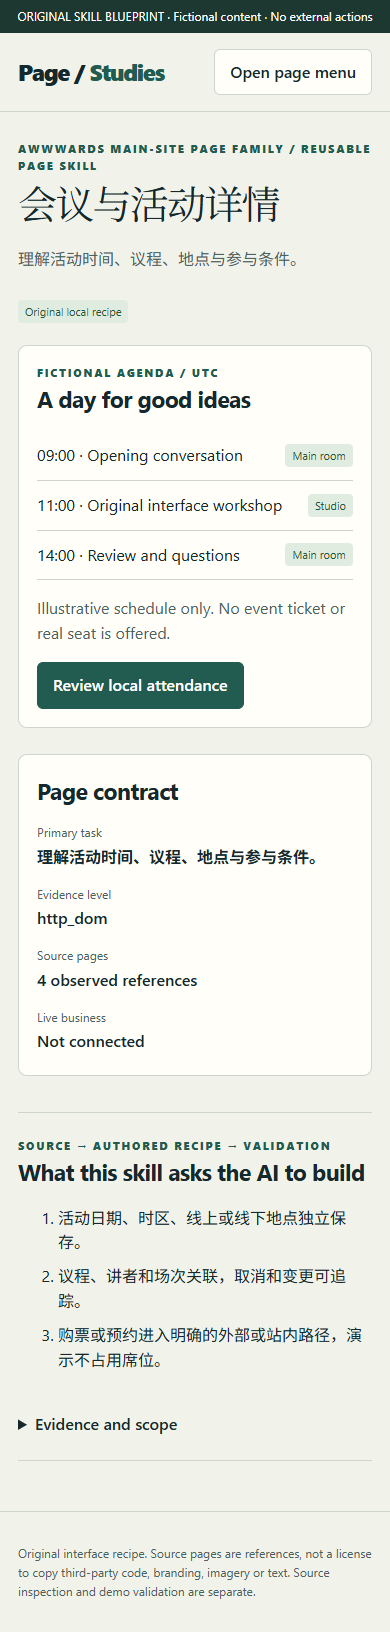 ORIGINAL SKILL BLUEPRINT · Fictional content · No external actions
Page / Studies
Open page menu
AWWWARDS MAIN-SITE PAGE FAMILY / REUSABLE
PAGE SKILL
会议与活动详情
理解活动时间、议程、地点与参与条件。
Original local recipe
FICTIONAL AGENDA / UTC
A day for good ideas
09:00 · Opening conversation
Main room
11:00 · Original interface workshop
Studio
14:00 · Review and questions
Main room
Illustrative schedule only. No event ticket or
real seat is offered.
Review local attendance
Page contract
Primary task
理解活动时间、议程、地点与参与条件。
Evidence level
http_dom
Source pages
4 observed references
Live business
Not connected
SOURCE → AUTHORED RECIPE → VALIDATION
What this skill asks the AI to build
1. 活动日期、时区、线上或线下地点独立保
存。
2. 议程、讲者和场次关联，取消和变更可追
踪。
3. 购票或预约进入明确的外部或站内路径，演
示不占用席位。
Evidence and scope
Original interface recipe. Source pages are references, not a license
to copy third-party code, branding, imagery or text. Source
inspection and demo validation are separate.